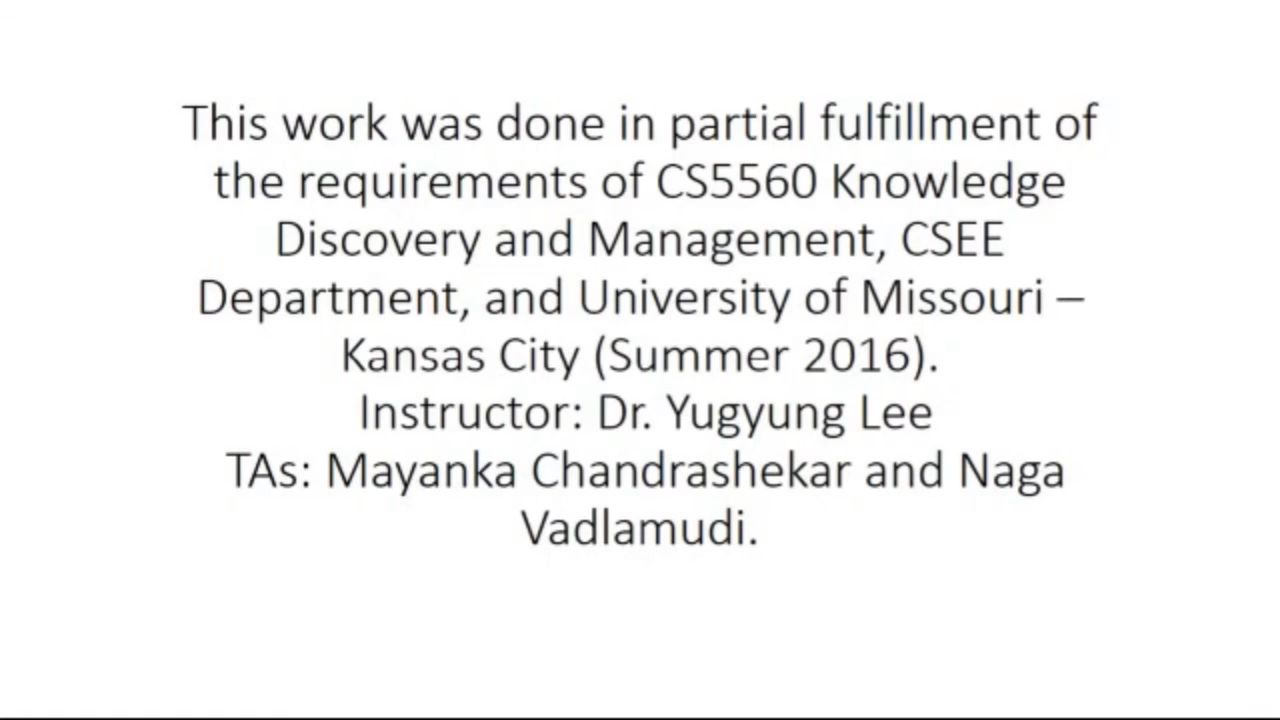 This work was done in partial fulfillment of
the requirements of CS5560 Knowledge
Discovery and Management, CSEE
Department, and University of Missouri –
Kansas City (Summer 2016).
Instructor: Dr. Yugyung Lee
TAs: Mayanka Chandrashekar and Naga
Vadlamudi.